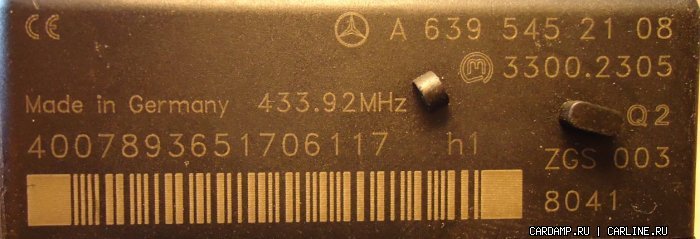 CE A 639 545 21 08
M 3300.2305
Made in Germany 433.92MHz Q2
4007893651706117 h1 ZGS 003
8041
CARDAMP.RU | CARLINE.RU